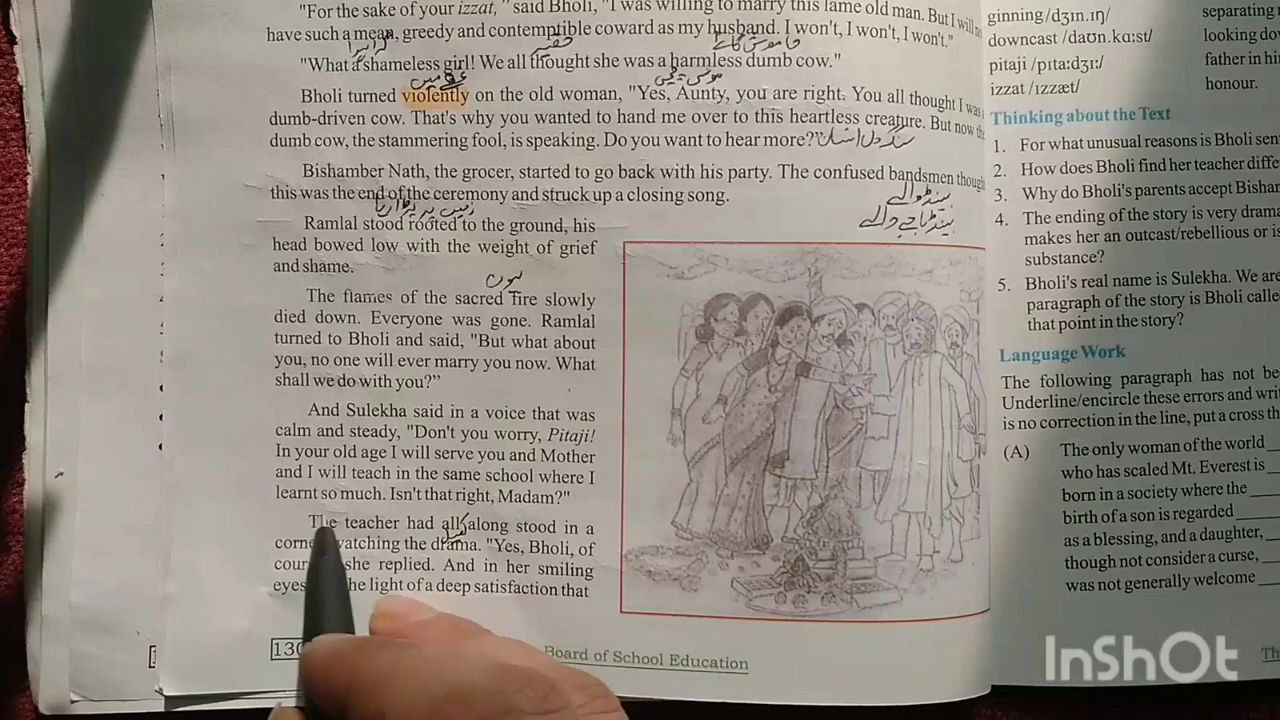 "For the sake of your izzat," said Bholi, "I was willing to marry this lame old man. But I will
have such a mean, greedy and contemptible coward as my husband. I won't, I won't, I won't."
"What a shameless girl! We all thought she was a harmless dumb cow."
Bholi turned violently on the old woman, "Yes, Aunty, you are right. You all thought I was
dumb-driven cow. That's why you wanted to hand me over to this heartless creature. But now
dumb cow, the stammering fool, is speaking. Do you want to hear more?"
سنگ دل انسان
Bishamber Nath, the grocer, started to go back with his party. The confused bandsmen
this was the end of the ceremony and struck up a closing song.
بینڈ والے
بینڈ باجے والے
Ramlal stood rooted to the ground, his
head bowed low with the weight of grief
and shame.
The flames of the sacred fire slowly
died down. Everyone was gone. Ramlal
turned to Bholi and said, "But what about
you, no one will ever marry you now. What
shall we do with you?"
And Sulekha said in a voice that was
calm and steady, "Don't you worry, Pitaji!
In your old age I will serve you and Mother
and I will teach in the same school where I
learnt so much. Isn't that right, Madam?"
The teacher had all along stood in a
watching the drama. "Yes, Bholi, of
she replied. And in her smiling
eyes the light of a deep satisfaction that
130
Board of School Education
/dʒɪn.ɪŋ/ separating
downcast /daʊn.kɑːst/ looking
pitaji /pɪtaːdʒɪː/ father in
izzat /ɪzzæt/ honour.
Thinking about the Text
1. For what unusual reasons is Bholi
2. How does Bholi find her teacher
3. Why do Bholi's parents accept
4. The ending of the story is very
makes her an outcast/rebellious or
substance?
5. Bholi's real name is Sulekha. We are
paragraph of the story is Bholi
that point in the story?
Language Work
The following paragraph has not
Underline/encircle these errors and
is no correction in the line, put a cross
(A) The only woman of the world
who has scaled Mt. Everest is
born in a society where the
birth of a son is regarded
as a blessing, and a daughter,
though not consider a curse,
was not generally welcome
InShOt